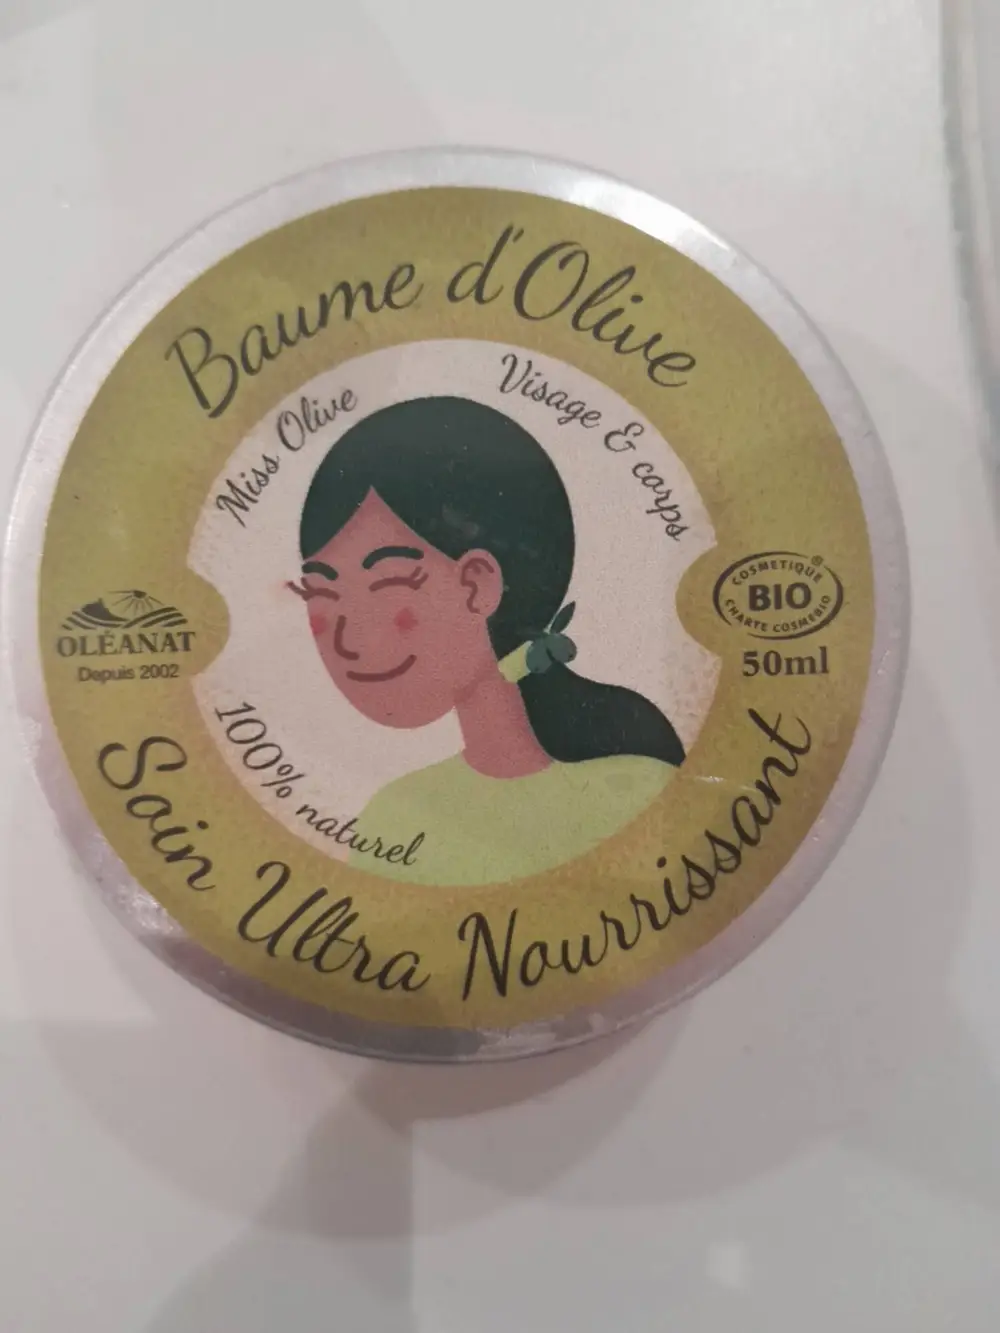 Baume d'Olive
Miss Olive
Visage & corps
OLÉANAT
Depuis 2002
COSMETIQUE
BIO
CHARTE COSMEBIO
®
50ml
100% naturel
Soin Ultra Nourrissant